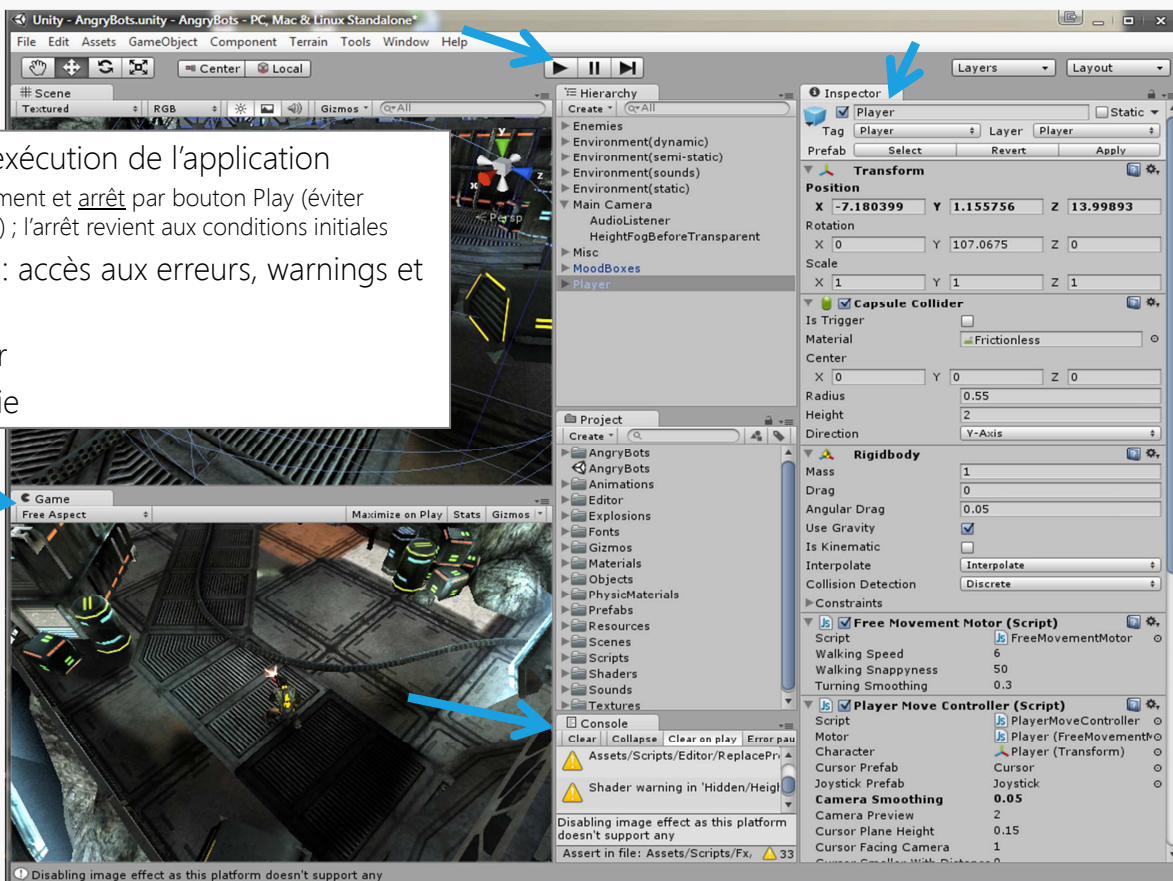 Unity - AngryBots.unity - AngryBots - PC, Mac & Linux Standalone*
File Edit Assets GameObject Component Terrain Tools Window Help
Center Local
Layers Layout
Scene
Textured RGB Gizmos All
exécution de l'application
ment et arrêt par bouton Play (éviter
) ; l'arrêt revient aux conditions initiales
: accès aux erreurs, warnings et
r
ie
y
x
z
Persp
Game
Free Aspect Maximize on Play Stats Gizmos
Hierarchy
Create All
Enemies
Environment(dynamic)
Environment(semi-static)
Environment(sounds)
Environment(static)
Main Camera
AudioListener
HeightFogBeforeTransparent
Misc
MoodBoxes
Player
Project
Create
AngryBots
AngryBots
Animations
Editor
Explosions
Fonts
Gizmos
Materials
Objects
PhysicMaterials
Prefabs
Resources
Scenes
Scripts
Shaders
Sounds
Textures
Console
Clear Collapse Clear on play Error pau
Assets/Scripts/Editor/ReplacePr
Shader warning in 'Hidden/Heigh
Disabling image effect as this platform
doesn't support any
Assert in file: Assets/Scripts/Fx, 33
Inspector
Player Static
Tag Player Layer Player
Prefab Select Revert Apply
Transform
Position
X -7.180399 Y 1.155756 Z 13.99893
Rotation
X 0 Y 107.0675 Z 0
Scale
X 1 Y 1 Z 1
Capsule Collider
Is Trigger
Material Frictionless
Center
X 0 Y 0 Z 0
Radius 0.55
Height 2
Direction Y-Axis
Rigidbody
Mass 1
Drag 0
Angular Drag 0.05
Use Gravity
Is Kinematic
Interpolate Interpolate
Collision Detection Discrete
Constraints
Js Free Movement Motor (Script)
Script Js FreeMovementMotor
Walking Speed 6
Walking Snappyness 50
Turning Smoothing 0.3
Js Player Move Controller (Script)
Script Js PlayerMoveController
Motor Js Player (FreeMovementM
Character Player (Transform)
Cursor Prefab Cursor
Joystick Prefab Joystick
Camera Smoothing 0.05
Camera Preview 2
Cursor Plane Height 0.15
Cursor Facing Camera 1
Cursor Smaller With Distance 0
Disabling image effect as this platform doesn't support any